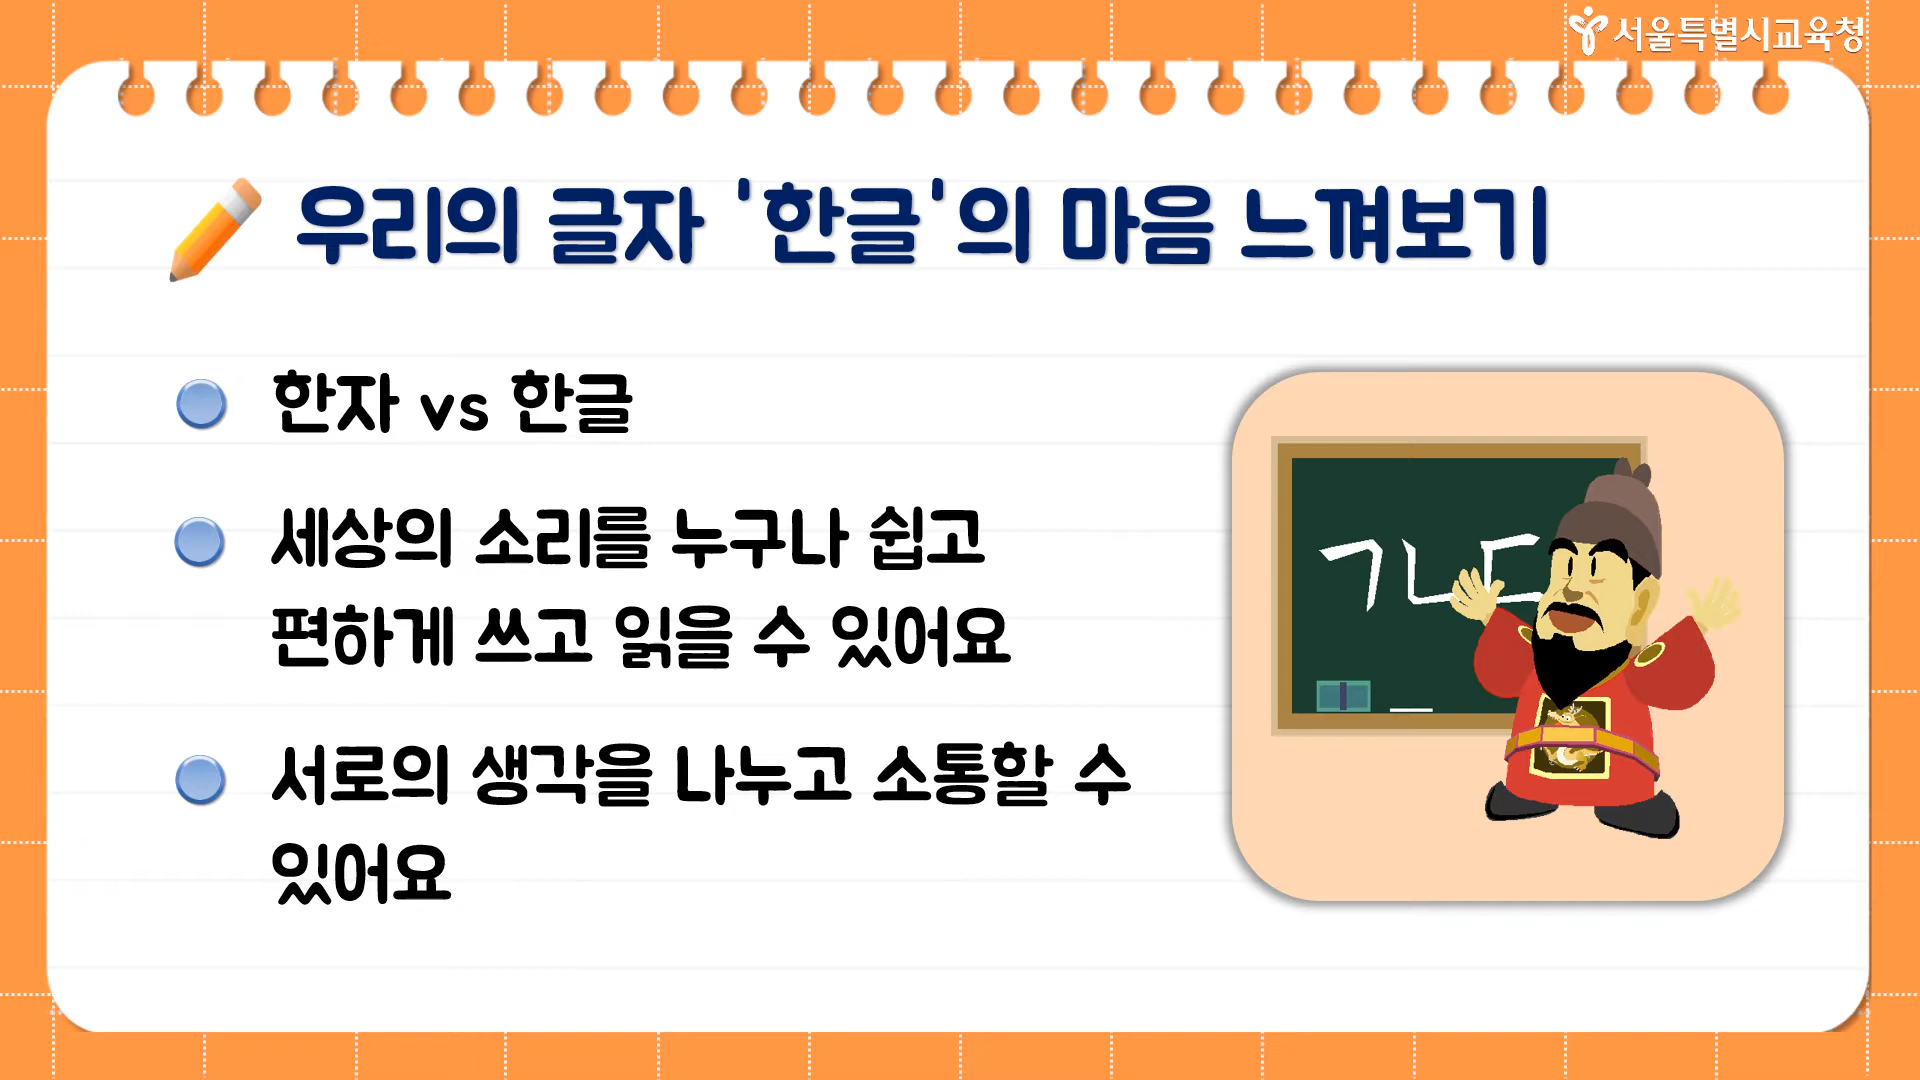 서울특별시교육청
우리의 글자 '한글'의 마음 느껴보기
한자 vs 한글
세상의 소리를 누구나 쉽고
편하게 쓰고 읽을 수 있어요
서로의 생각을 나누고 소통할 수
있어요
ㄱㄴㄷ